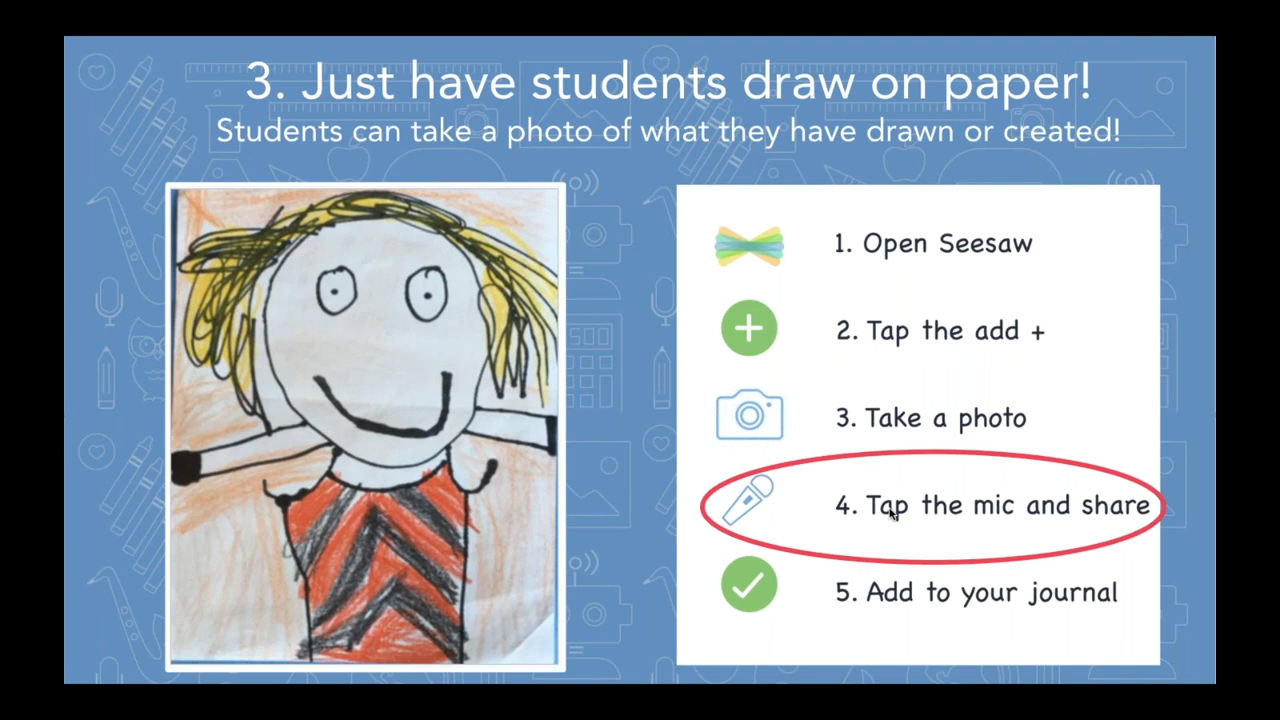 3. Just have students draw on paper!
Students can take a photo of what they have drawn or created!
1. Open Seesaw
2. Tap the add +
3. Take a photo
4. Tap the mic and share
5. Add to your journal